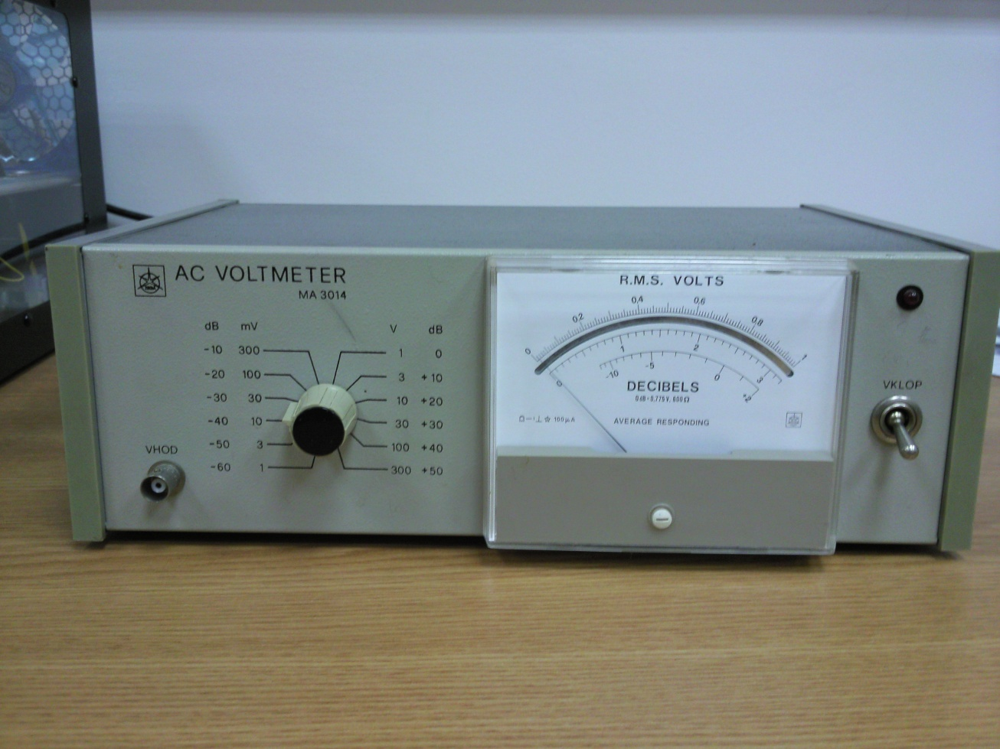 AC VOLTMETER
MA 3014
dB mV V dB
-10 300 1 0
-20 100 3 +10
-30 30 10 +20
-40 10 30 +30
-50 3 100 +40
-60 1 300 +50
VHOD
R.M.S. VOLTS
0 0,2 0,4 0,6 0,8 1
0 1 2 3
-10 -5 0 +2
DECIBELS
0dB=0,775V, 600Ω
100µA
AVERAGE RESPONDING
VKLOP